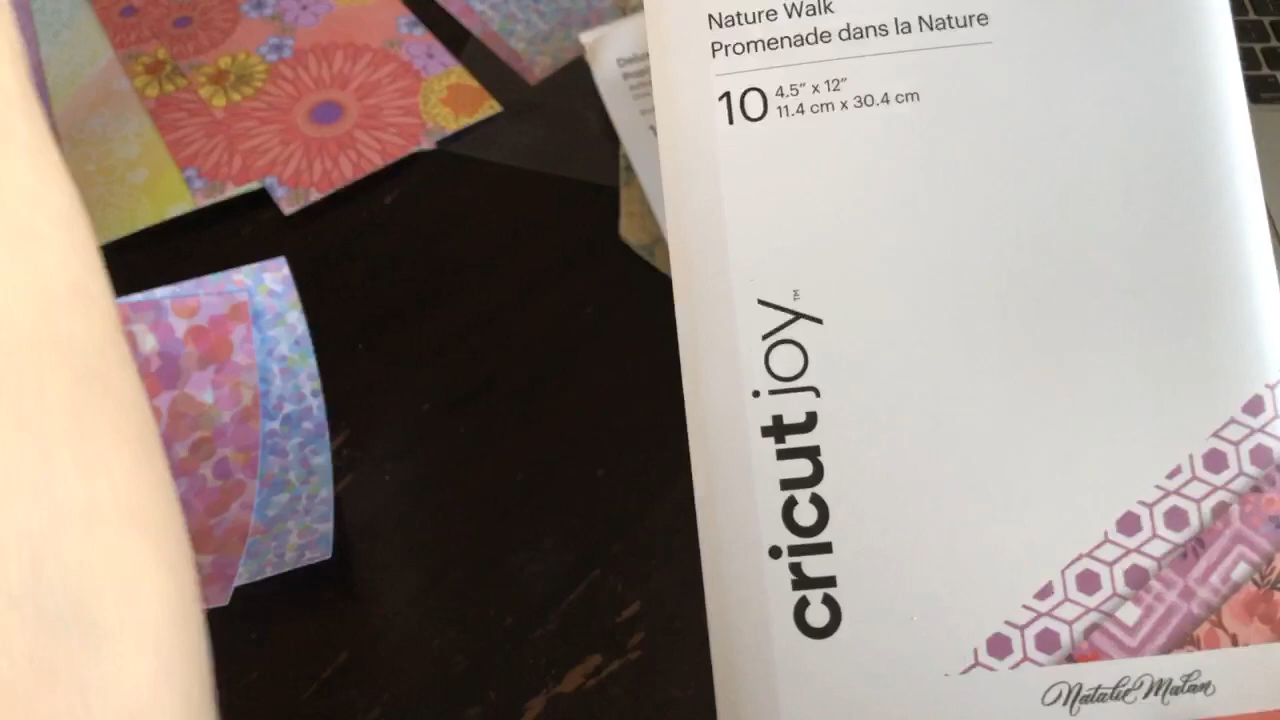 Nature Walk
Promenade dans la Nature
10 4.5" x 12"
11.4 cm x 30.4 cm
cricut joy™
Natalie Malan